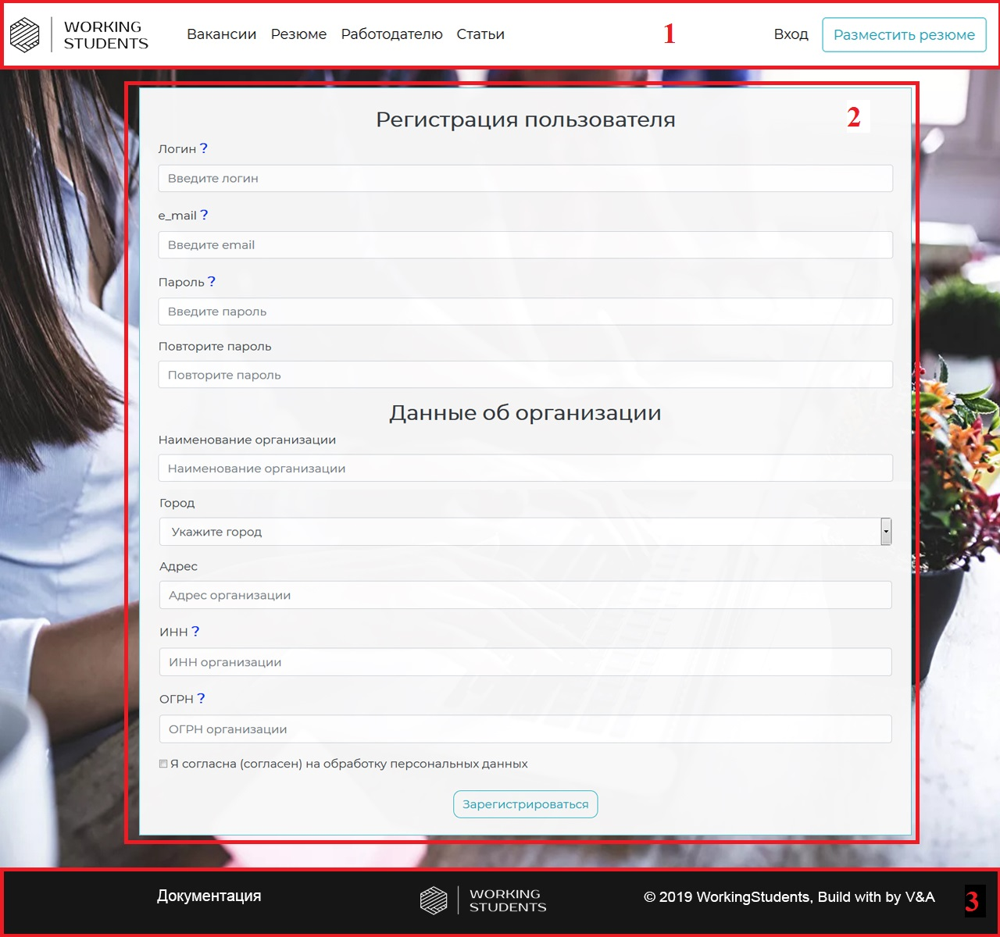 WORKING
STUDENTS
Вакансии Резюме Работодателю Статьи 1 Вход Разместить резюме
Регистрация пользователя 2
Логин ?
Введите логин
e_mail ?
Введите email
Пароль ?
Введите пароль
Повторите пароль
Повторите пароль
Данные об организации
Наименование организации
Наименование организации
Город
Укажите город
Адрес
Адрес организации
ИНН ?
ИНН организации
ОГРН ?
ОГРН организации
Я согласна (согласен) на обработку персональных данных
Зарегистрироваться
Документация
WORKING
STUDENTS
© 2019 WorkingStudents, Build with by V&A 3